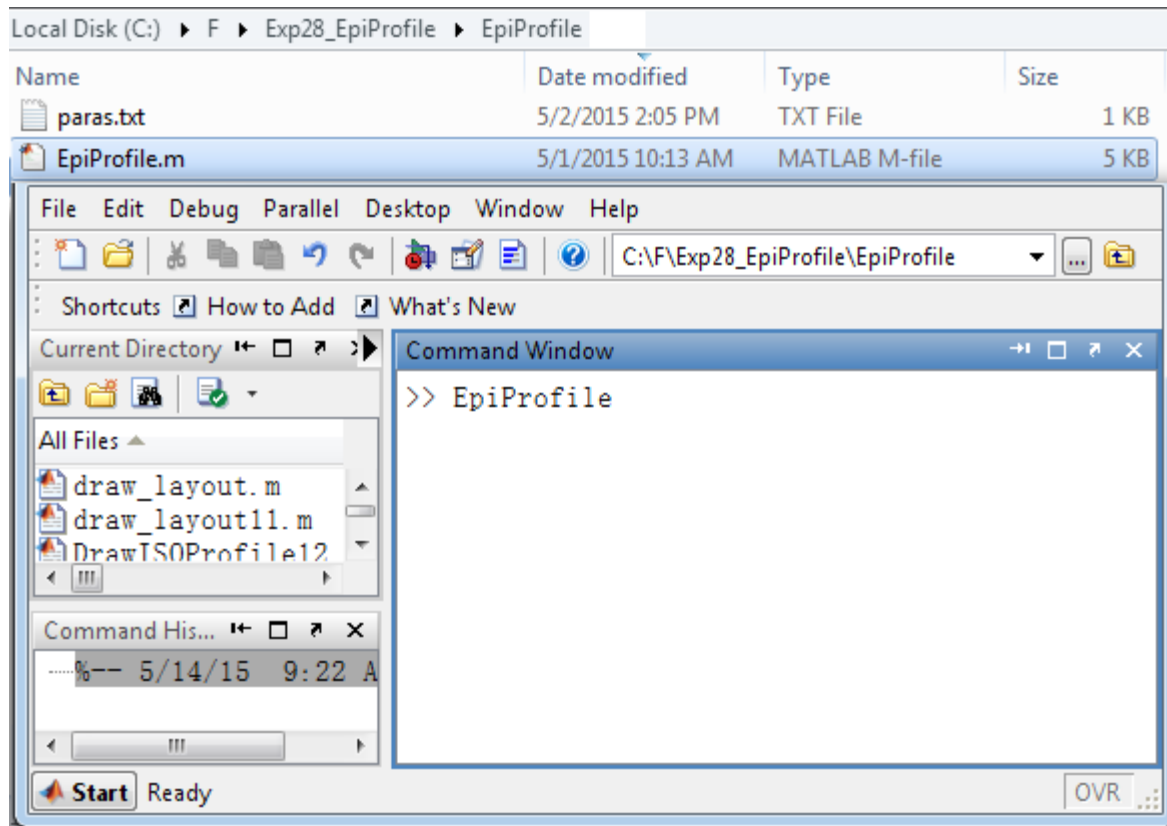 Local Disk (C:) ▸ F ▸ Exp28_EpiProfile ▸ EpiProfile
Name Date modified Type Size
paras.txt 5/2/2015 2:05 PM TXT File 1 KB
EpiProfile.m 5/1/2015 10:13 AM MATLAB M-file 5 KB
File Edit Debug Parallel Desktop Window Help
C:\F\Exp28_EpiProfile\EpiProfile ...
Shortcuts How to Add What's New
Current Directory
Command Window
>> EpiProfile
All Files
draw_layout.m
draw_layout11.m
DrawISOProfile12
Command His...
%-- 5/14/15 9:22 A
Start Ready
OVR